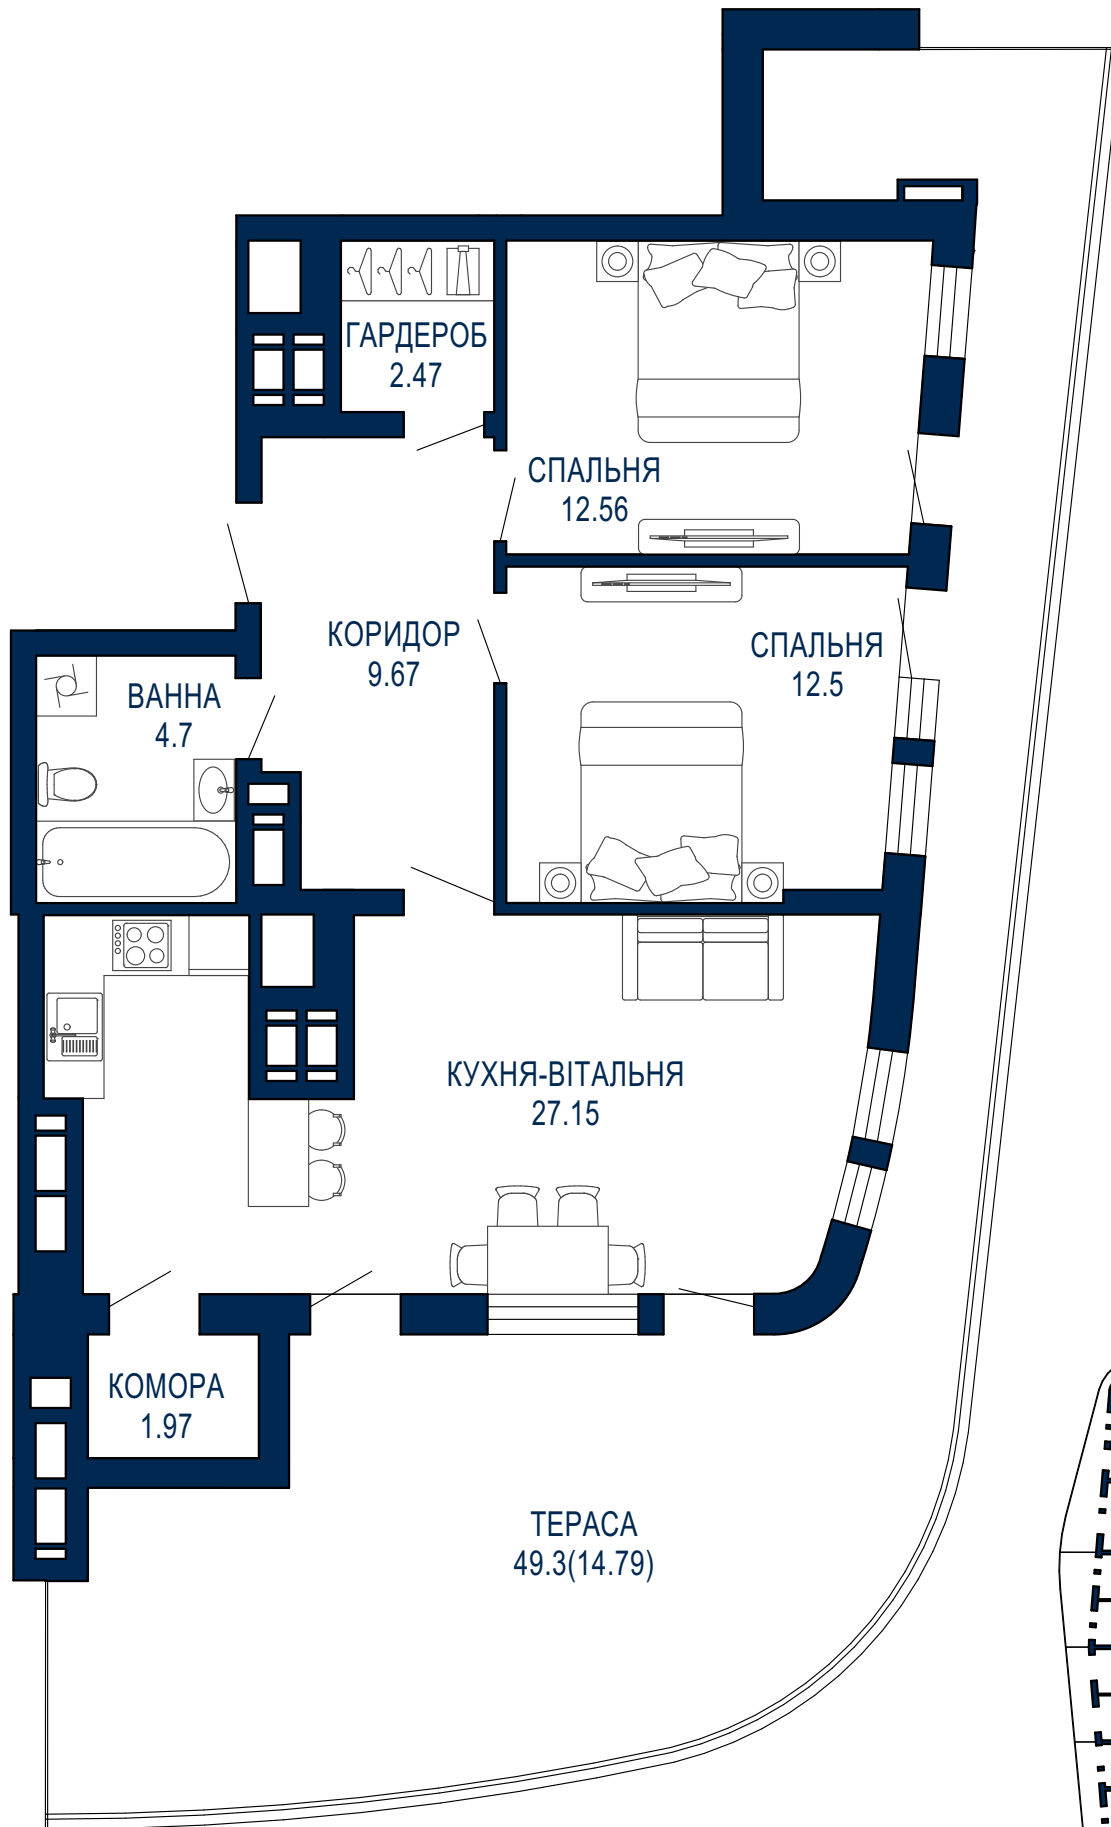 ГАРДЕРОБ
2.47
СПАЛЬНЯ
12.56
КОРИДОР
9.67
СПАЛЬНЯ
12.5
ВАННА
4.7
КУХНЯ-ВІТАЛЬНЯ
27.15
КОМОРА
1.97
ТЕРАСА
49.3(14.79)